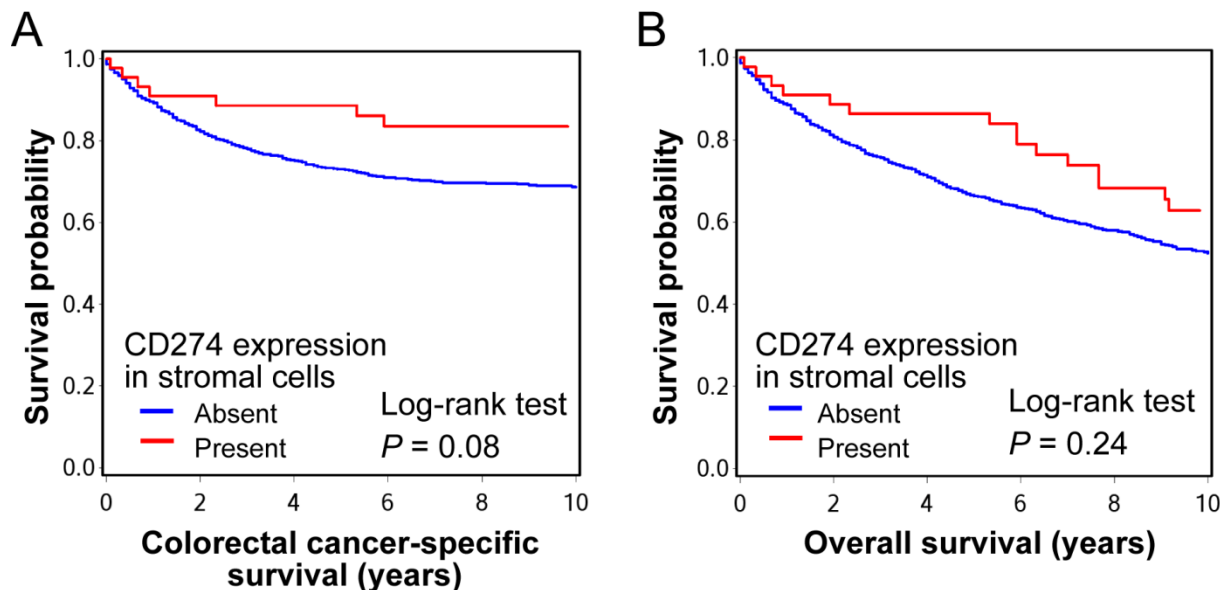 A
Survival probability
1.0
0.8
0.6
0.4
0.2
0.0
CD274 expression
in stromal cells
Absent
Present
Log-rank test
P = 0.08
0 2 4 6 8 10
Colorectal cancer-specific
survival (years)
B
Survival probability
1.0
0.8
0.6
0.4
0.2
0.0
CD274 expression
in stromal cells
Absent
Present
Log-rank test
P = 0.24
0 2 4 6 8 10
Overall survival (years)